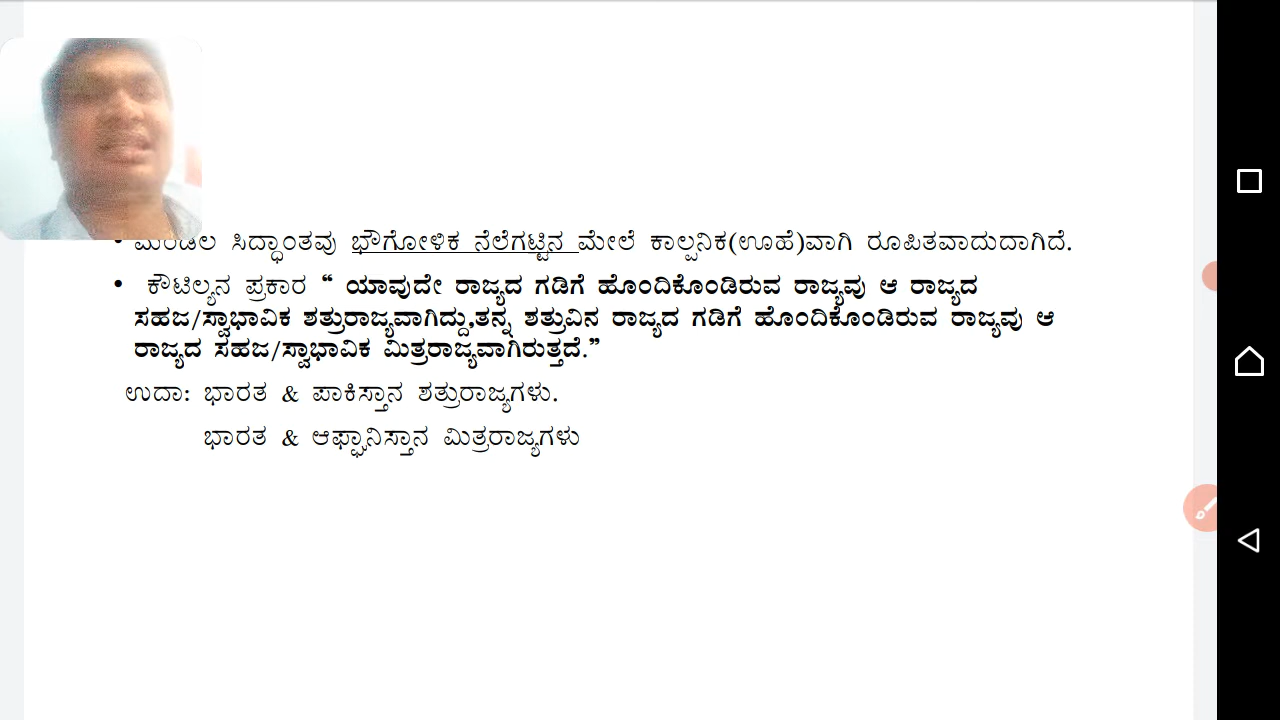 • ಮಂಡಲ ಸಿದ್ಧಾಂತವು ಭೌಗೋಳಿಕ ನೆಲೆಗಟ್ಟಿನ ಮೇಲೆ ಕಾಲ್ಪನಿಕ(ಊಹೆ)ವಾಗಿ ರೂಪಿತವಾದುದಾಗಿದೆ.
• ಕೌಟಿಲ್ಯನ ಪ್ರಕಾರ “ ಯಾವುದೇ ರಾಜ್ಯದ ಗಡಿಗೆ ಹೊಂದಿಕೊಂಡಿರುವ ರಾಜ್ಯವು ಆ ರಾಜ್ಯದ
ಸಹಜ/ಸ್ವಾಭಾವಿಕ ಶತ್ರುರಾಜ್ಯವಾಗಿದ್ದು,ತನ್ನ ಶತ್ರುವಿನ ರಾಜ್ಯದ ಗಡಿಗೆ ಹೊಂದಿಕೊಂಡಿರುವ ರಾಜ್ಯವು ಆ
ರಾಜ್ಯದ ಸಹಜ/ಸ್ವಾಭಾವಿಕ ಮಿತ್ರರಾಜ್ಯವಾಗಿರುತ್ತದೆ.”
ಉದಾ: ಭಾರತ & ಪಾಕಿಸ್ತಾನ ಶತ್ರುರಾಜ್ಯಗಳು.
ಭಾರತ & ಆಫ್ಘಾನಿಸ್ತಾನ ಮಿತ್ರರಾಜ್ಯಗಳು